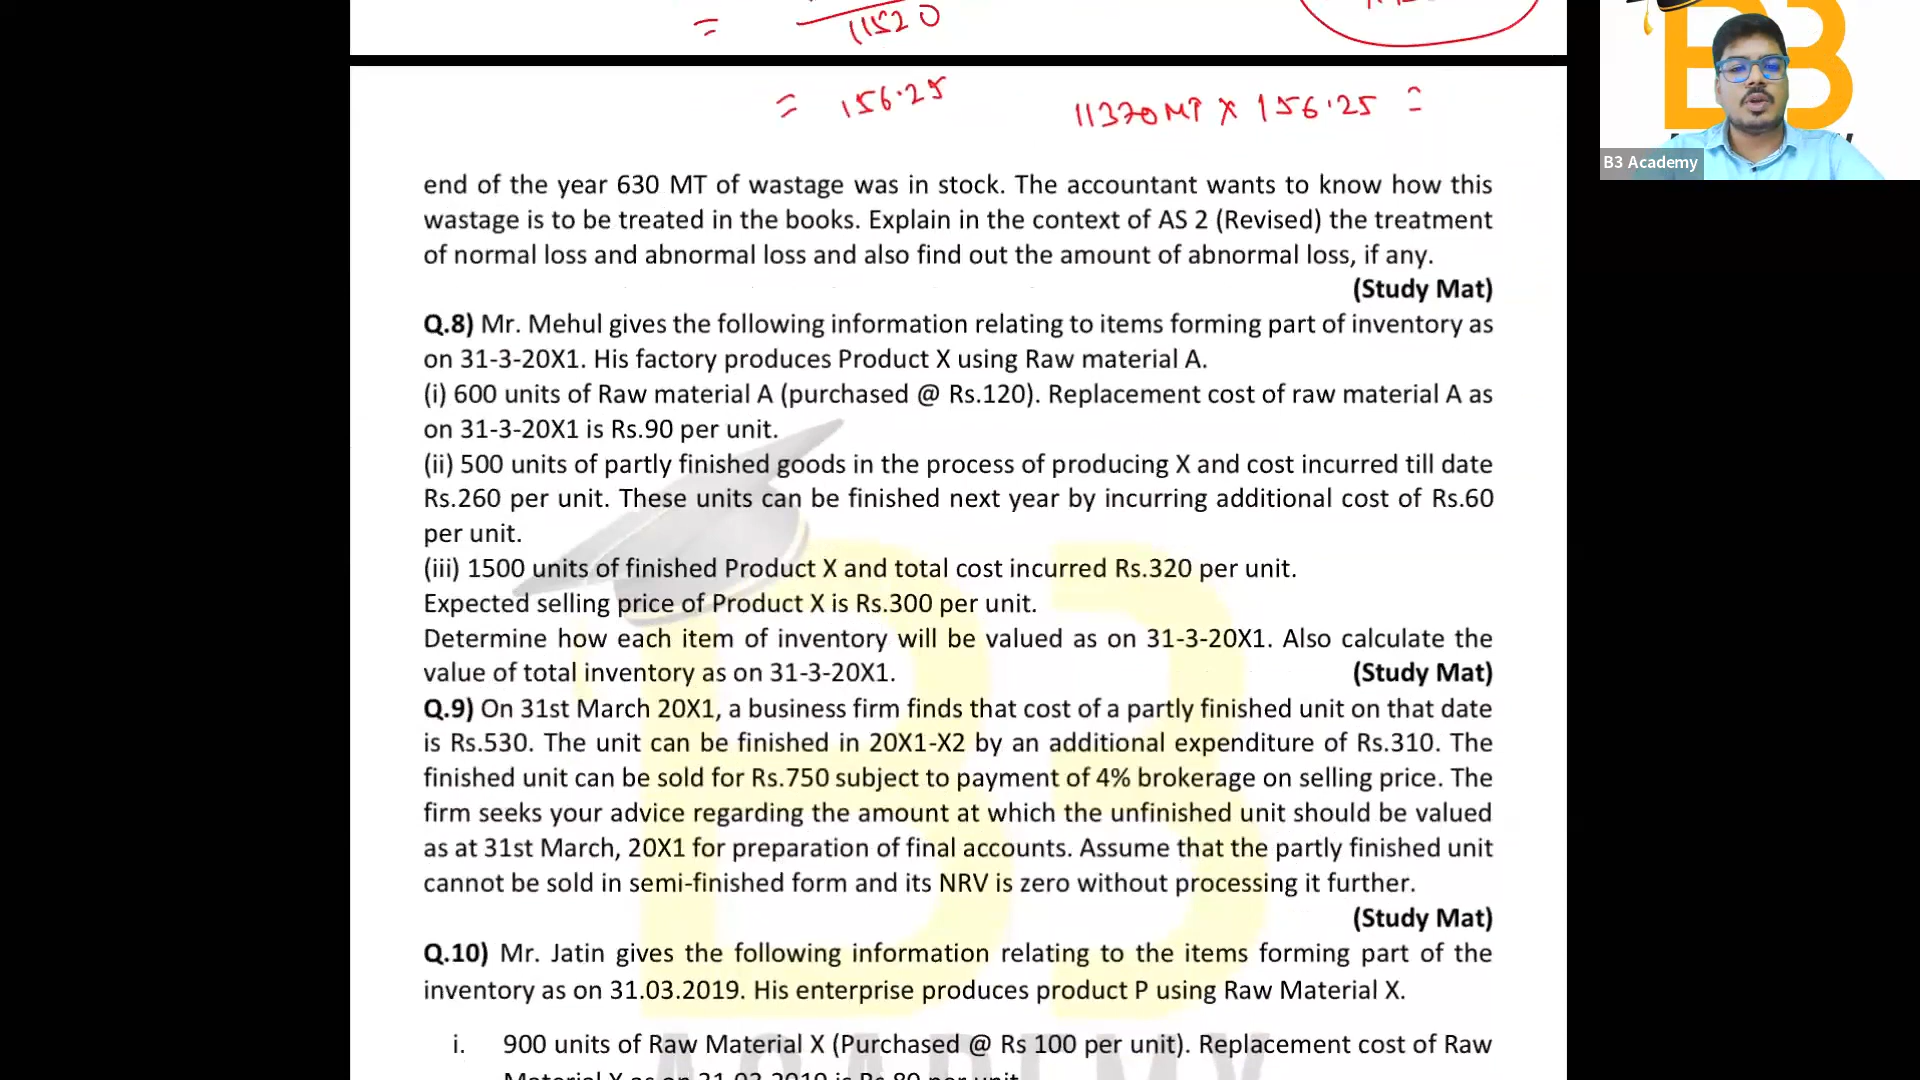 = 11520
= 156.25 11370 MT X 156.25 =
B3 Academy
end of the year 630 MT of wastage was in stock. The accountant wants to know how this
wastage is to be treated in the books. Explain in the context of AS 2 (Revised) the treatment
of normal loss and abnormal loss and also find out the amount of abnormal loss, if any.
(Study Mat)
Q.8) Mr. Mehul gives the following information relating to items forming part of inventory as
on 31-3-20X1. His factory produces Product X using Raw material A.
(i) 600 units of Raw material A (purchased @ Rs.120). Replacement cost of raw material A as
on 31-3-20X1 is Rs.90 per unit.
(ii) 500 units of partly finished goods in the process of producing X and cost incurred till date
Rs.260 per unit. These units can be finished next year by incurring additional cost of Rs.60
per unit.
(iii) 1500 units of finished Product X and total cost incurred Rs.320 per unit.
Expected selling price of Product X is Rs.300 per unit.
Determine how each item of inventory will be valued as on 31-3-20X1. Also calculate the
value of total inventory as on 31-3-20X1. (Study Mat)
Q.9) On 31st March 20X1, a business firm finds that cost of a partly finished unit on that date
is Rs.530. The unit can be finished in 20X1-X2 by an additional expenditure of Rs.310. The
finished unit can be sold for Rs.750 subject to payment of 4% brokerage on selling price. The
firm seeks your advice regarding the amount at which the unfinished unit should be valued
as at 31st March, 20X1 for preparation of final accounts. Assume that the partly finished unit
cannot be sold in semi-finished form and its NRV is zero without processing it further.
(Study Mat)
Q.10) Mr. Jatin gives the following information relating to the items forming part of the
inventory as on 31.03.2019. His enterprise produces product P using Raw Material X.
i. 900 units of Raw Material X (Purchased @ Rs 100 per unit). Replacement cost of Raw
Material X as on 31.03.2019 is Rs 80 per unit
B3
ACADEMY